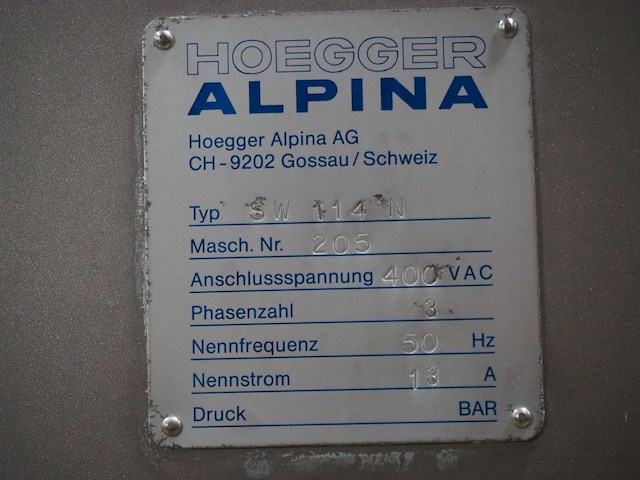 HOEGGER
ALPINA
Hoegger Alpina AG
CH-9202 Gossau/Schweiz
Typ SW 114 N
Masch. Nr. 205
Anschlussspannung 400 VAC
Phasenzahl 3
Nennfrequenz 50 Hz
Nennstrom 13 A
Druck BAR